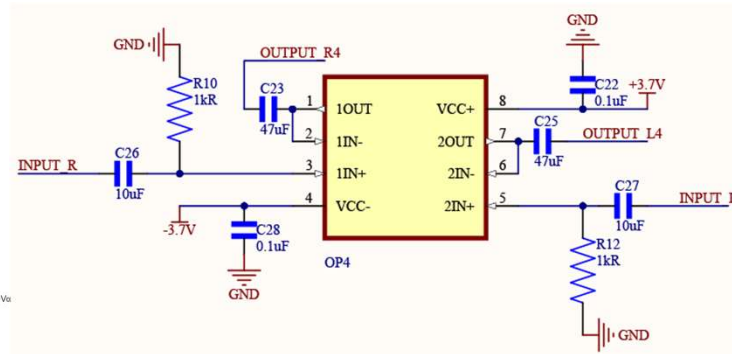 GND
OUTPUT_R4
GND
R10
1kR
C23
47uF
1
1OUT
VCC+
8
C22
0.1uF
+3.7V
2
1IN-
2OUT
7
C25
47uF
OUTPUT_L4
INPUT_R
C26
10uF
3
1IN+
2IN-
6
4
VCC-
2IN+
5
C27
10uF
-3.7V
C28
0.1uF
GND
OP4
R12
1kR
GND